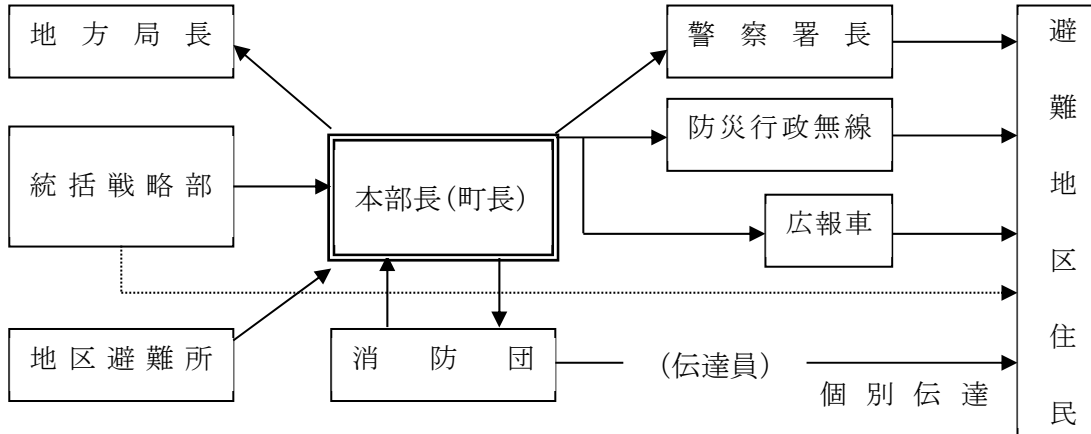 地方局長
警察署長
防災行政無線
統括戦略部
本部長(町長)
広報車
地区避難所
消防団
(伝達員)
個別伝達
避難地区住民